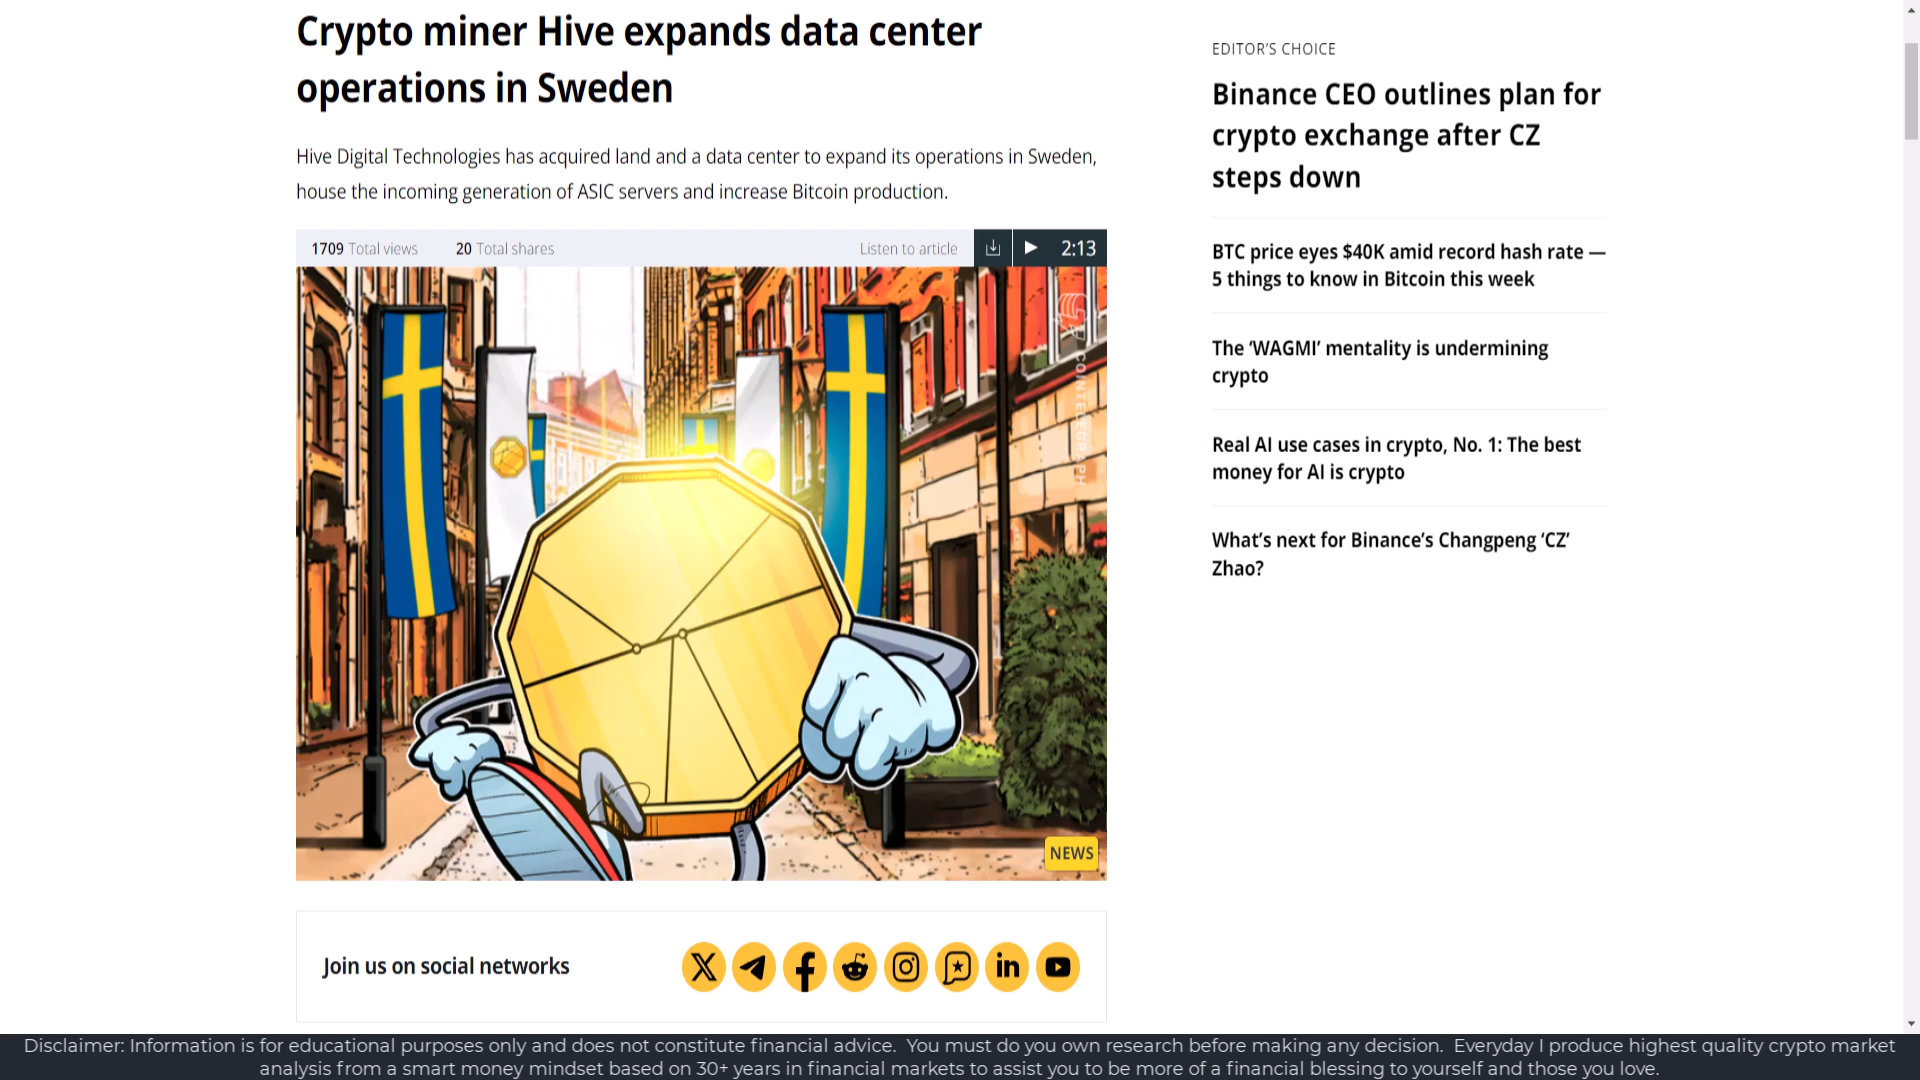 Crypto miner Hive expands data center
operations in Sweden
Hive Digital Technologies has acquired land and a data center to expand its operations in Sweden,
house the incoming generation of ASIC servers and increase Bitcoin production.
1709 Total views 20 Total shares Listen to article 2:13
COINTELEGRAPH
NEWS
Join us on social networks
EDITOR'S CHOICE
Binance CEO outlines plan for
crypto exchange after CZ
steps down
BTC price eyes $40K amid record hash rate —
5 things to know in Bitcoin this week
The ‘WAGMI’ mentality is undermining
crypto
Real AI use cases in crypto, No. 1: The best
money for AI is crypto
What’s next for Binance’s Changpeng ‘CZ’
Zhao?
Disclaimer: Information is for educational purposes only and does not constitute financial advice. You must do you own research before making any decision. Everyday I produce highest quality crypto market
analysis from a smart money mindset based on 30+ years in financial markets to assist you to be more of a financial blessing to yourself and those you love.